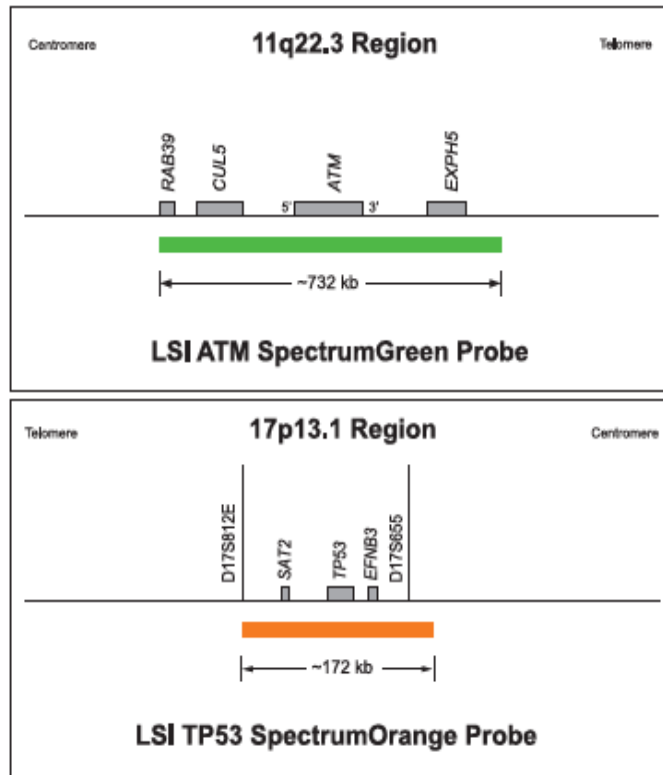 Centromere 11q22.3 Region Telomere
RAB39 CUL5 ATM EXPH5
5' 3'
~732 kb
LSI ATM SpectrumGreen Probe
Telomere 17p13.1 Region Centromere
D17S812E SAT2 TP53 EFNB3 D17S655
~172 kb
LSI TP53 SpectrumOrange Probe